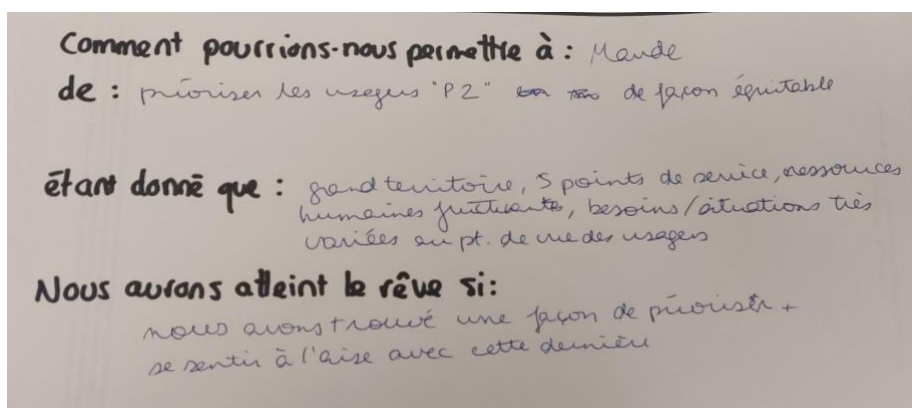 Comment pourrions-nous permettre à : Maude
de : prioriser les usagers "P2" de façon équitable
étant donné que : grand territoire, 5 points de service, ressources
humaines fluctuantes, besoins/situations très
variées au pt. de vue des usagers
Nous aurons atteint le rêve si:
nous avons trouvé une façon de prioriser +
se sentir à l'aise avec cette dernière